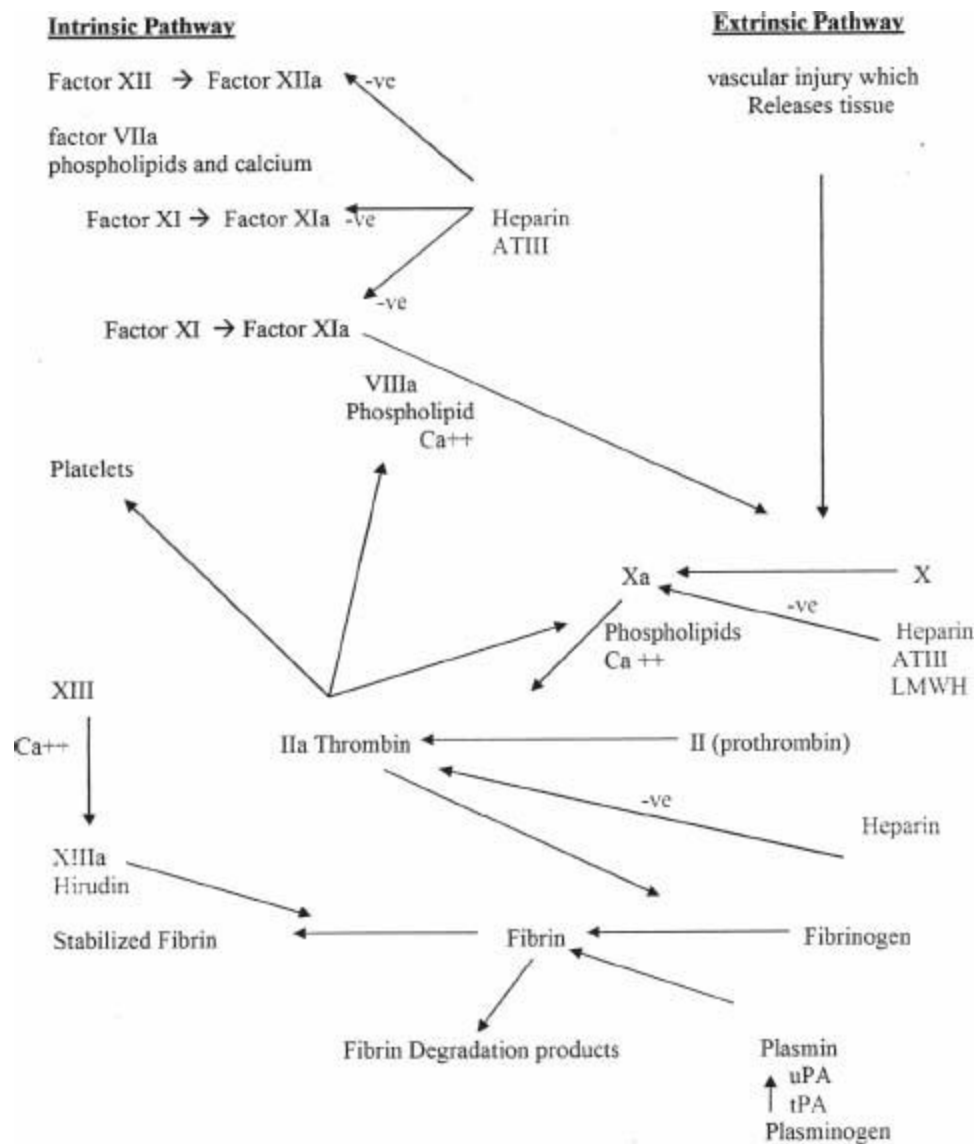 Intrinsic Pathway
Extrinsic Pathway
Factor XII → Factor XIIa
-ve
vascular injury which
Releases tissue
factor VIIa
phospholipids and calcium
Factor XI → Factor XIa
-ve
Heparin
ATIII
-ve
Factor XI → Factor XIa
VIIIa
Phospholipid
Ca++
Platelets
Xa
X
-ve
Phospholipids
Ca ++
Heparin
ATIII
LMWH
XIII
Ca++
IIa Thrombin
II (prothrombin)
-ve
Heparin
X!IIa
Hirudin
Stabilized Fibrin
Fibrin
Fibrinogen
Fibrin Degradation products
Plasmin
uPA
tPA
Plasminogen